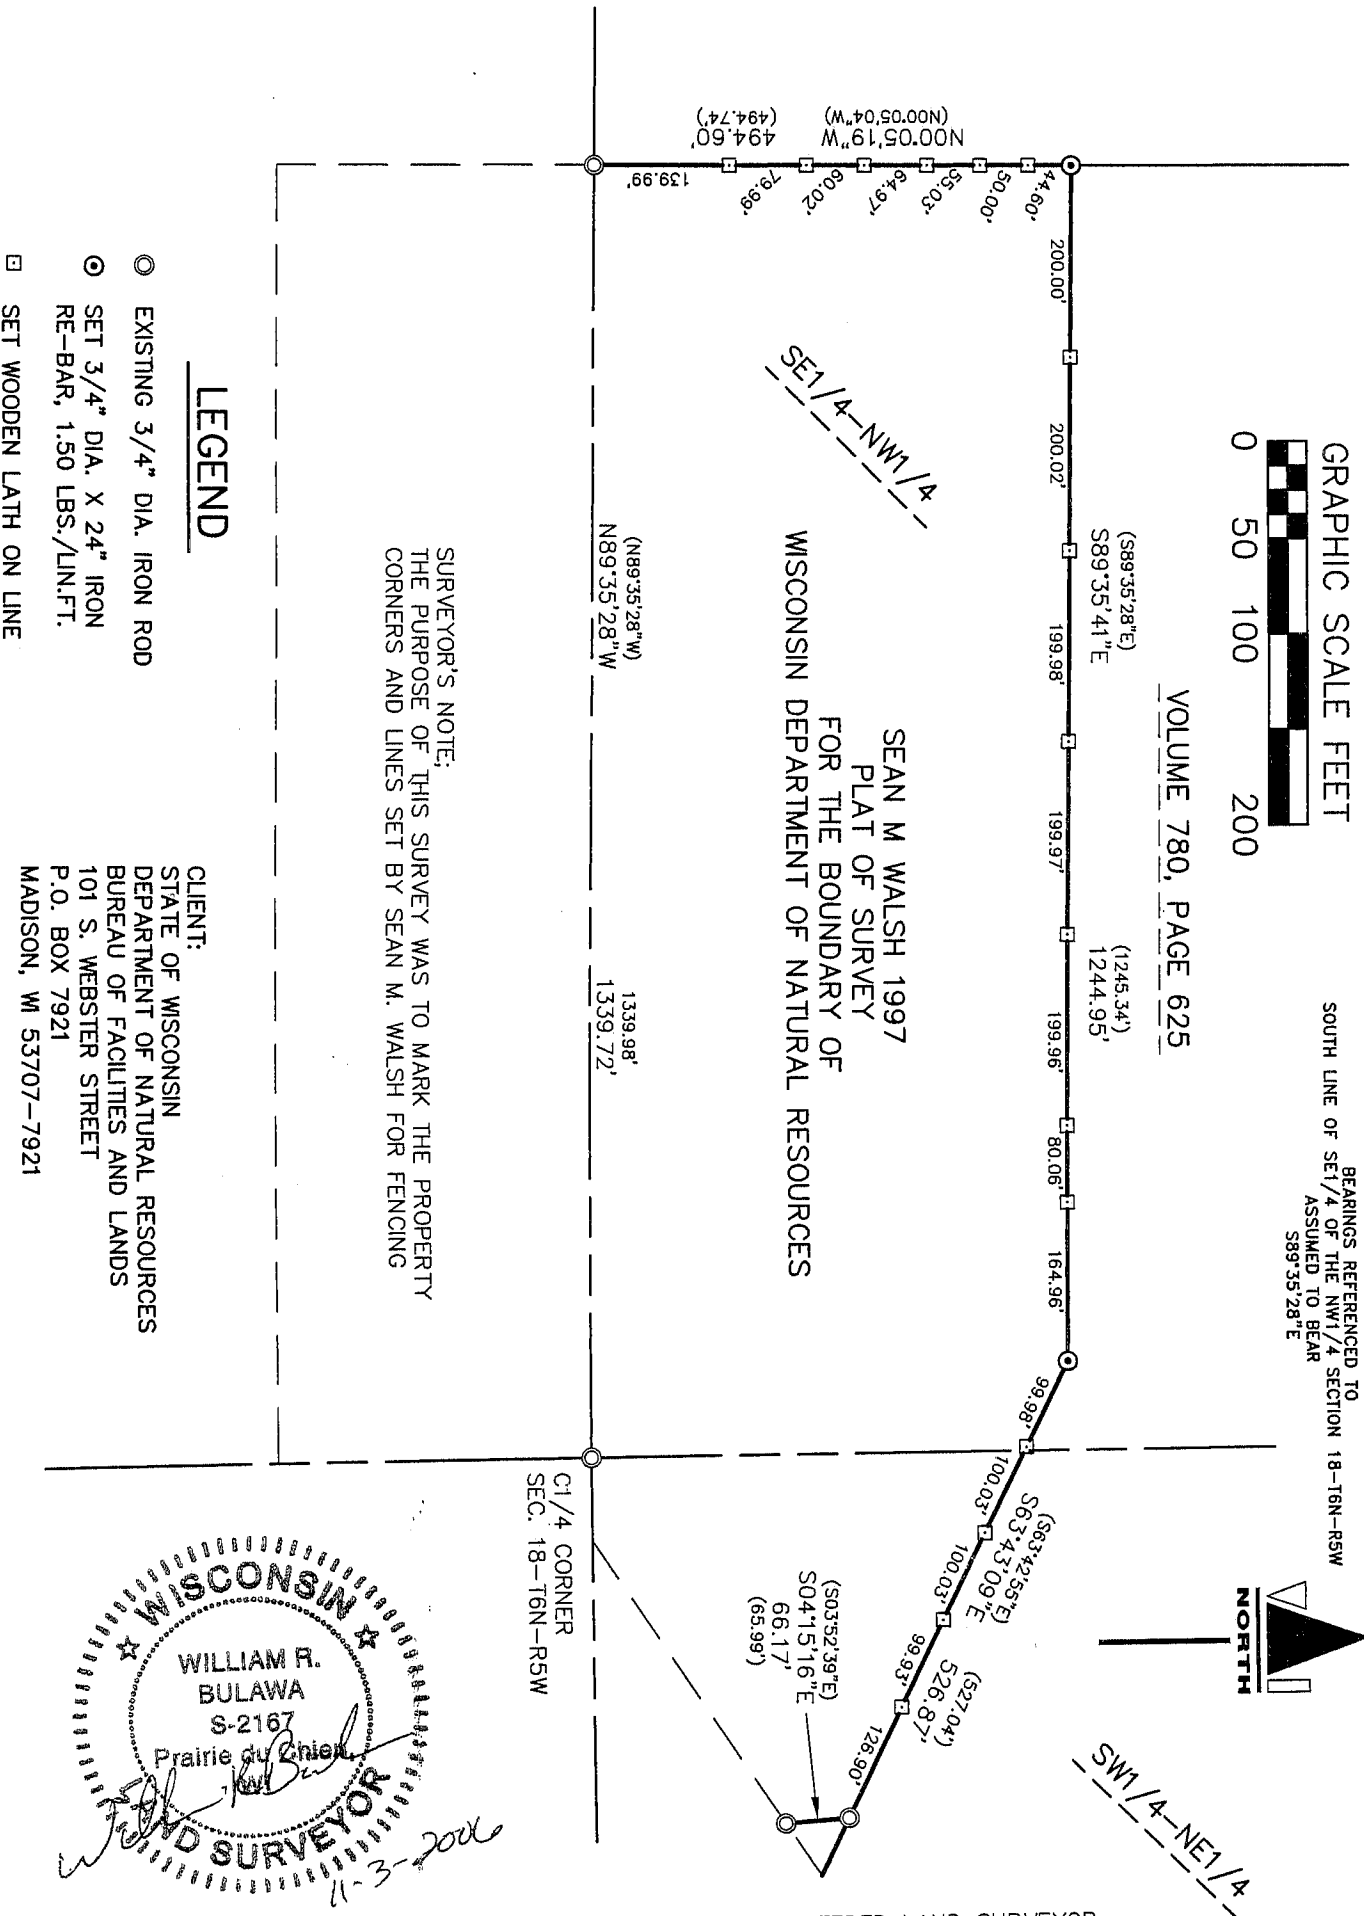 GRAPHIC SCALE FEET
0 50 100 200
BEARINGS REFERENCED TO
SOUTH LINE OF SE1/4 OF THE NW1/4 SECTION 18-T6N-R5W
ASSUMED TO BEAR
S89°35'28"E
NORTH
VOLUME 780, PAGE 625
(S89°35'28"E)
S89°35'41"E
(1245.34')
1244.95'
200.00'
200.02'
199.98'
199.97'
199.96'
80.06'
164.96'
44.60'
50.00'
55.03'
64.97'
60.02'
79.99'
139.99'
N00°05'19"W
(N00°05'04"W)
494.60'
(494.74')
SE1/4-NW1/4
SW1/4-NE1/4
99.98'
100.03'
100.03'
99.93'
126.90'
(S63°42'55"E)
S63°43'09"E
(527.04')
526.87'
(S03°52'39"E)
S04°15'16"E
66.17'
(65.99')
SEAN M WALSH 1997
PLAT OF SURVEY
FOR THE BOUNDARY OF
WISCONSIN DEPARTMENT OF NATURAL RESOURCES
(N89°35'28"W)
N89°35'28"W
1339.98'
1339.72'
C1/4 CORNER
SEC. 18-T6N-R5W
SURVEYOR'S NOTE;
THE PURPOSE OF THIS SURVEY WAS TO MARK THE PROPERTY
CORNERS AND LINES SET BY SEAN M. WALSH FOR FENCING
LEGEND
EXISTING 3/4" DIA. IRON ROD
SET 3/4" DIA. X 24" IRON
RE-BAR, 1.50 LBS./LIN.FT.
SET WOODEN LATH ON LINE
CLIENT:
STATE OF WISCONSIN
DEPARTMENT OF NATURAL RESOURCES
BUREAU OF FACILITIES AND LANDS
101 S. WEBSTER STREET
P.O. BOX 7921
MADISON, WI 53707-7921
WISCONSIN
WILLIAM R.
BULAWA
S-2167
Prairie du Chien,
WI
LAND SURVEYOR
11-3-2006
LAND SURVEYOR